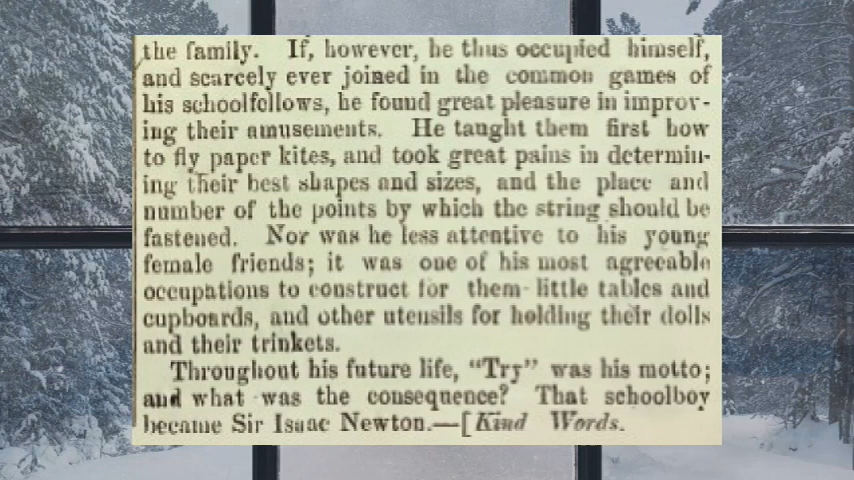 the family. If, however, he thus occupied himself,
and scarcely ever joined in the common games of
his schoolfellows, he found great pleasure in improv-
ing their amusements. He taught them first how
to fly paper kites, and took great pains in determin-
ing their best shapes and sizes, and the place and
number of the points by which the string should be
fastened. Nor was he less attentive to his young
female friends; it was one of his most agreeable
occupations to construct for them little tables and
cupboards, and other utensils for holding their dolls
and their trinkets.
Throughout his future life, “Try” was his motto;
and what was the consequence? That schoolboy
became Sir Isaac Newton.—[Kind Words.